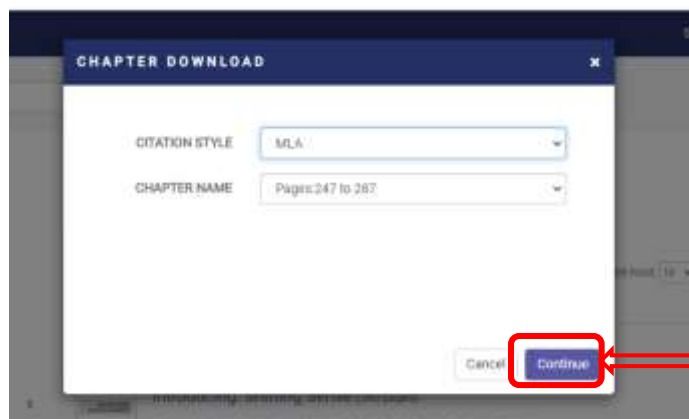 CHAPTER DOWNLOAD ×
CITATION STYLE MLA
CHAPTER NAME Pages:247 to 287
Cancel Continue